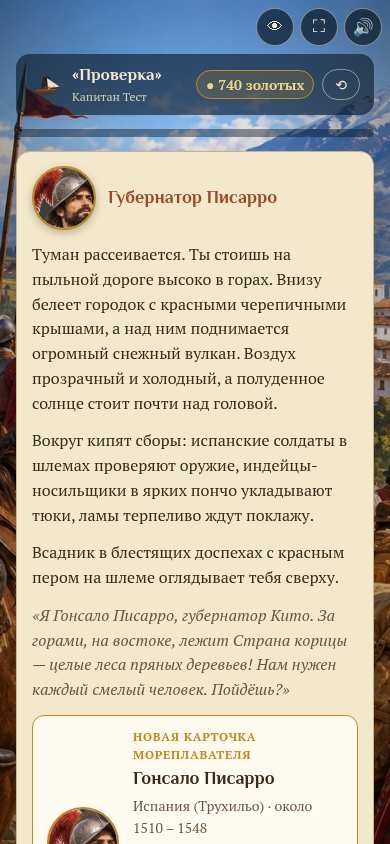 «Проверка»
Капитан Тест
● 740 золотых
Губернатор Писарро
Туман рассеивается. Ты стоишь на
пыльной дороге высоко в горах. Внизу
белеет городок с красными черепичными
крышами, а над ним поднимается
огромный снежный вулкан. Воздух
прозрачный и холодный, а полуденное
солнце стоит почти над головой.
Вокруг кипят сборы: испанские солдаты в
шлемах проверяют оружие, индейцы-
носильщики в ярких пончо укладывают
тюки, ламы терпеливо ждут поклажу.
Всадник в блестящих доспехах с красным
пером на шлеме оглядывает тебя сверху.
«Я Гонсало Писарро, губернатор Кито. За
горами, на востоке, лежит Страна корицы
— целые леса пряных деревьев! Нам нужен
каждый смелый человек. Пойдёшь?»
НОВАЯ КАРТОЧКА
МОРЕПЛАВАТЕЛЯ
Гонсало Писарро
Испания (Трухильо) · около
1510 – 1548